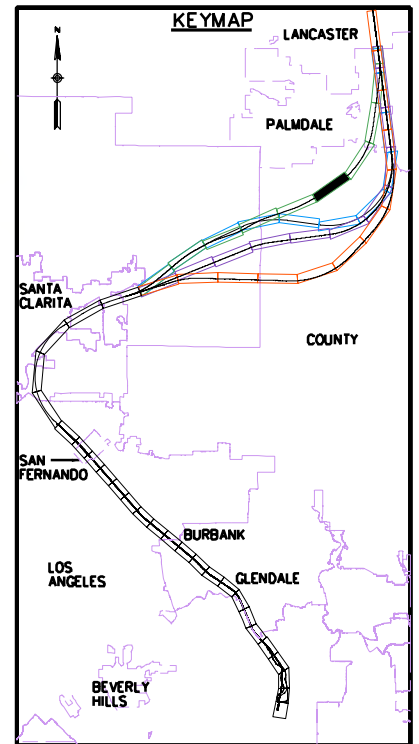 KEYMAP
N
LANCASTER
PALMDALE
SANTA
CLARITA
COUNTY
SAN
FERNANDO
BURBANK
LOS
ANGELES
GLENDALE
BEVERLY
HILLS